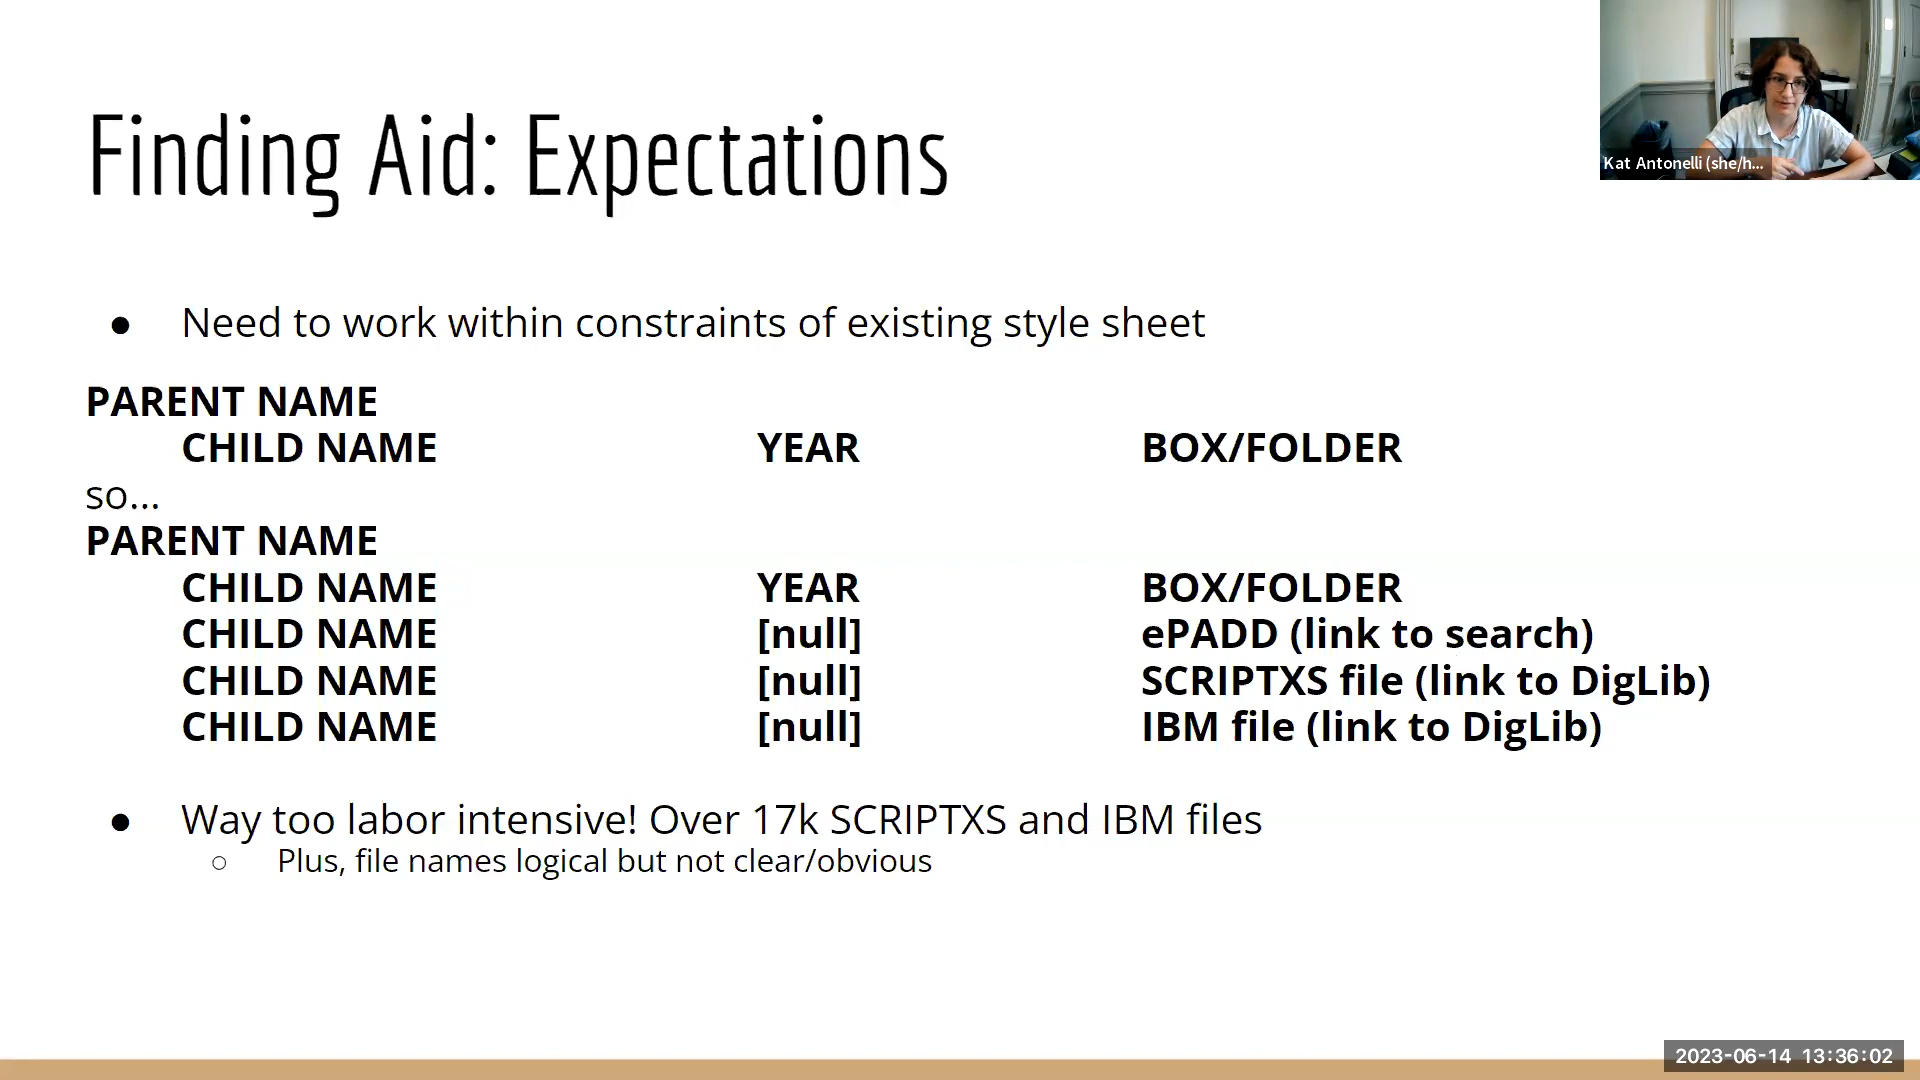 Finding Aid: Expectations
Kat Antonelli (she/h...
● Need to work within constraints of existing style sheet
PARENT NAME
CHILD NAME YEAR BOX/FOLDER
so...
PARENT NAME
CHILD NAME YEAR BOX/FOLDER
CHILD NAME [null] ePADD (link to search)
CHILD NAME [null] SCRIPTXS file (link to DigLib)
CHILD NAME [null] IBM file (link to DigLib)
● Way too labor intensive! Over 17k SCRIPTXS and IBM files
○ Plus, file names logical but not clear/obvious
2023-06-14 13:36:02